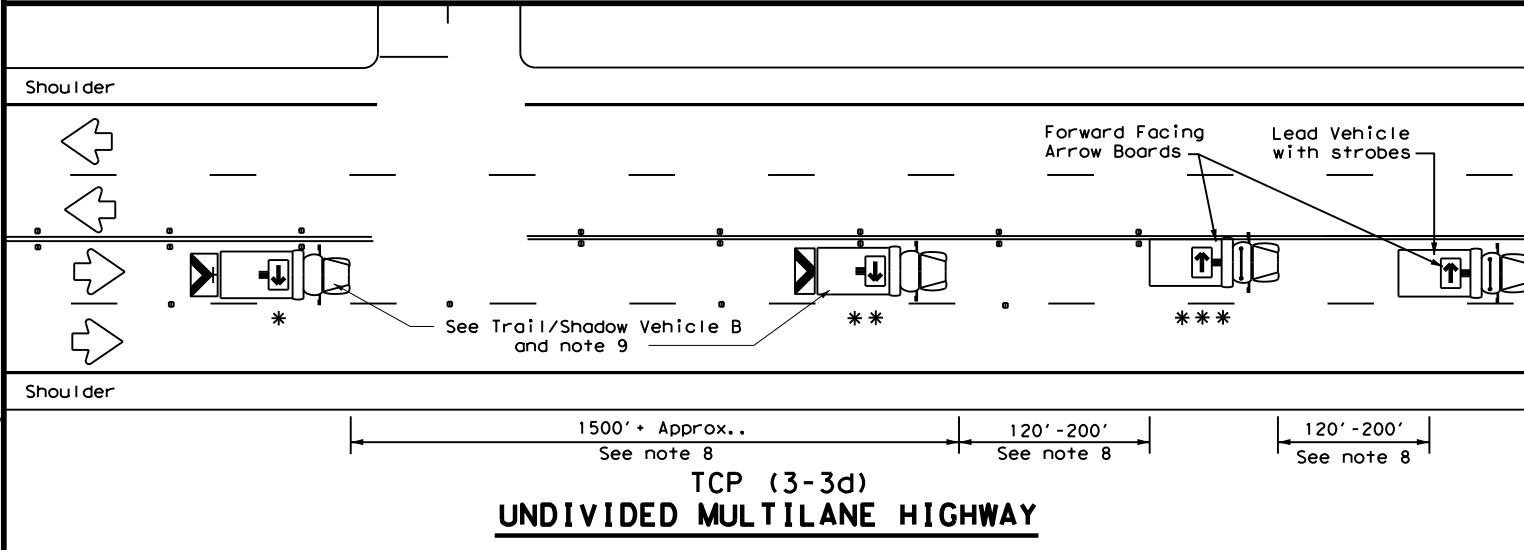 Shoulder
Forward Facing
Arrow Boards
Lead Vehicle
with strobes
*
**
***
See Trail/Shadow Vehicle B
and note 9
Shoulder
1500'+ Approx..
See note 8
120'-200'
See note 8
120'-200'
See note 8
TCP (3-3d)
UNDIVIDED MULTILANE HIGHWAY